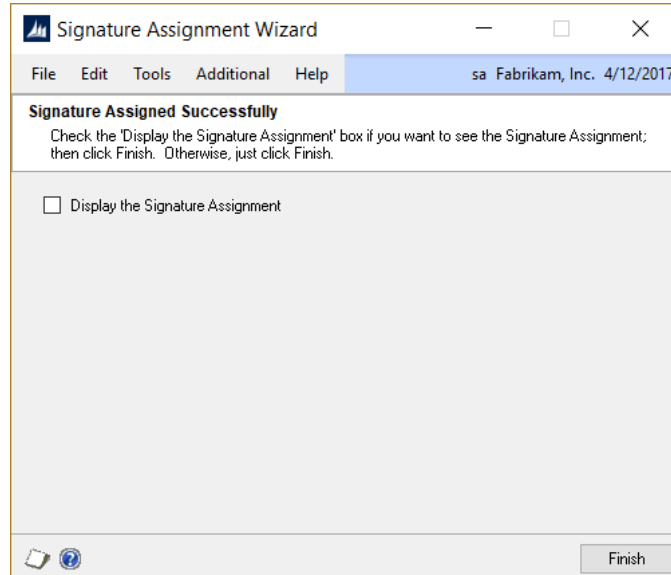 Signature Assignment Wizard
File Edit Tools Additional Help sa Fabrikam, Inc. 4/12/2017
Signature Assigned Successfully
Check the 'Display the Signature Assignment' box if you want to see the Signature Assignment;
then click Finish. Otherwise, just click Finish.
Display the Signature Assignment
Finish